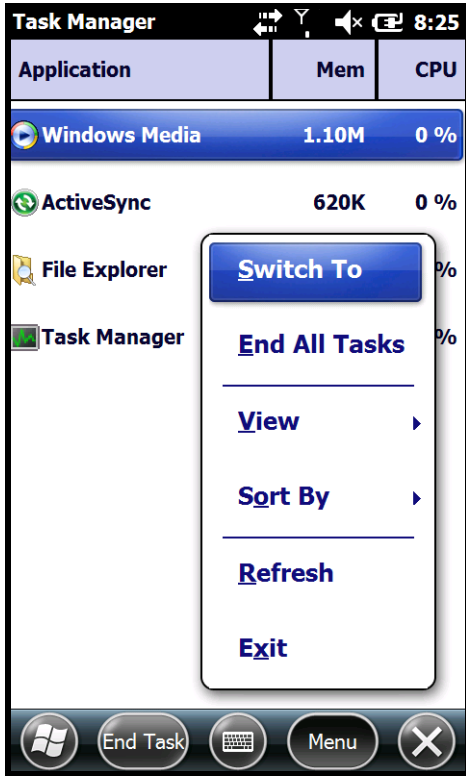 Task Manager 8:25
Application Mem CPU
Windows Media 1.10M 0 %
ActiveSync 620K 0 %
File Explorer %
Task Manager %
Switch To
End All Tasks
View
Sort By
Refresh
Exit
End Task Menu